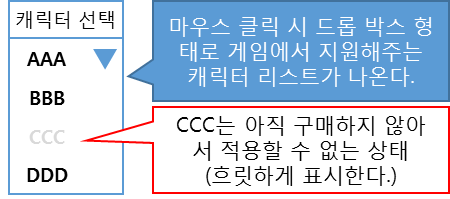 캐릭터 선택
AAA
BBB
CCC
DDD
마우스 클릭 시 드롭 박스 형
태로 게임에서 지원해주는
캐릭터 리스트가 나온다.
CCC는 아직 구매하지 않아
서 적용할 수 없는 상태
(흐릿하게 표시한다.)